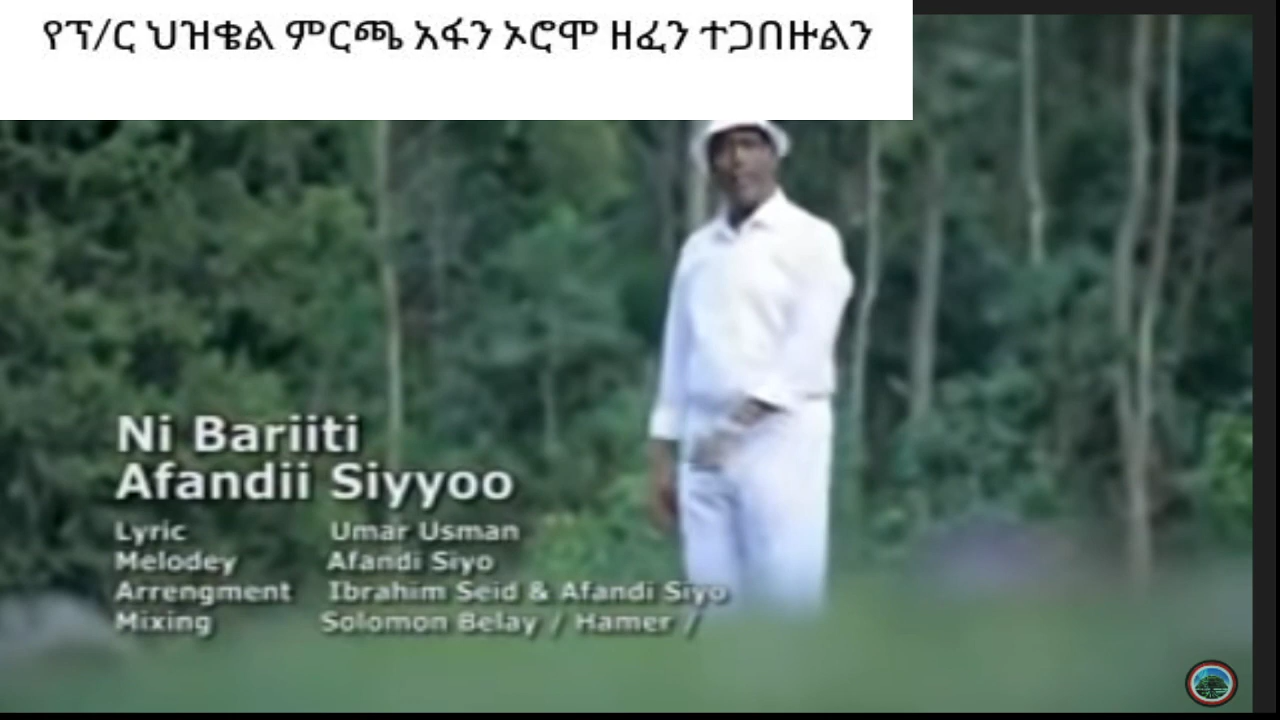 የፕ/ር ህዝቄል ምርጫ አፋን ኦሮሞ ዘፈን ተጋበዙልን
Ni Bariiti
Afandii Siyyoo
Lyric Umar Usman
Melodey Afandi Siyo
Arrengment Ibrahim Seid & Afandi Siyo
Mixing Solomon Belay / Hamer /